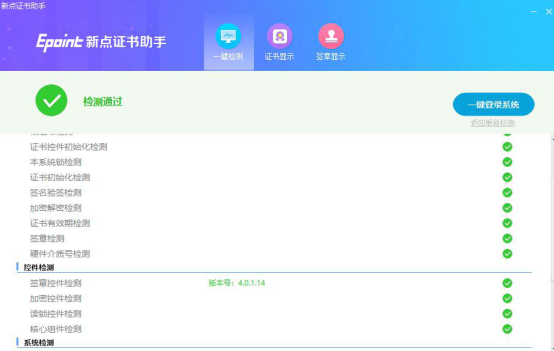 新点证书助手
Epoint 新点证书助手
一键检测
证书显示
签章显示
检测通过
一键登录系统
返回重新检测
证书控件初始化检测
本系统锁检测
证书初始化检测
签名验签检测
加密解密检测
证书有效期检测
签章检测
硬件介质号检测
控件检测
签章控件检测 版本号：4.0.1.14
加密控件检测
读锁控件检测
核心组件检测
系统检测